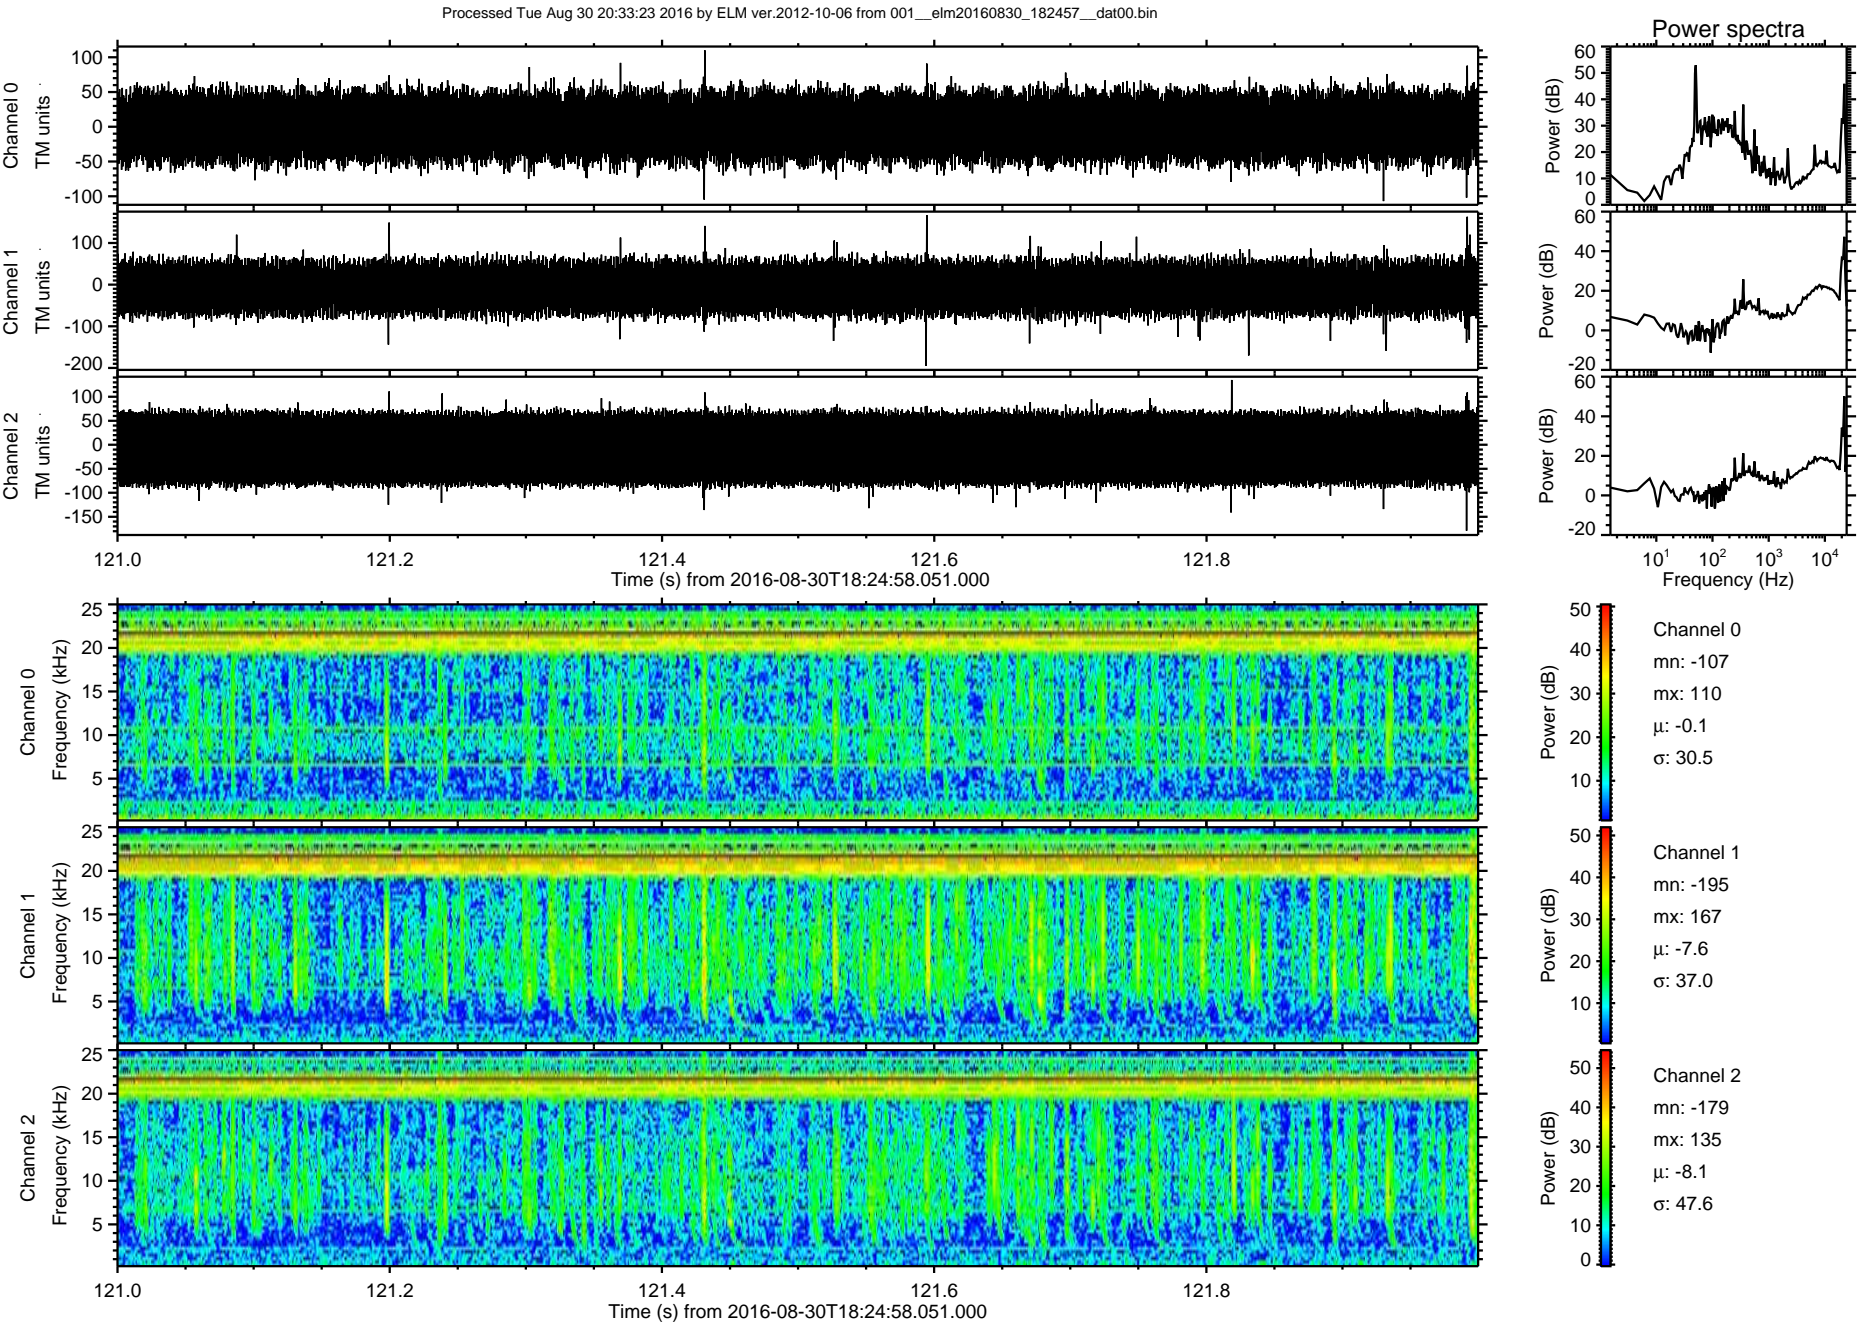 Processed Tue Aug 30 20:33:23 2016 by ELM ver.2012-10-06 from 001__elm20160830_182457__dat00.bin
Power spectra
Channel 0
TM units
100
50
0
-50
-100
Power (dB)
60
50
40
30
20
10
0
Channel 1
TM units
100
0
-100
-200
Power (dB)
60
40
20
0
-20
Channel 2
TM units
100
50
0
-50
-100
-150
Power (dB)
60
40
20
0
-20
121.0 121.2 121.4 121.6 121.8
Time (s) from 2016-08-30T18:24:58.051.000
10¹ 10² 10³ 10⁴
Frequency (Hz)
Channel 0
Frequency (kHz)
25
20
15
10
5
Power (dB)
50
40
30
20
10
Channel 0
mn: -107
mx: 110
µ: -0.1
σ: 30.5
Channel 1
Frequency (kHz)
25
20
15
10
5
Power (dB)
50
40
30
20
10
Channel 1
mn: -195
mx: 167
µ: -7.6
σ: 37.0
Channel 2
Frequency (kHz)
25
20
15
10
5
Power (dB)
50
40
30
20
10
0
Channel 2
mn: -179
mx: 135
µ: -8.1
σ: 47.6
121.0 121.2 121.4 121.6 121.8
Time (s) from 2016-08-30T18:24:58.051.000